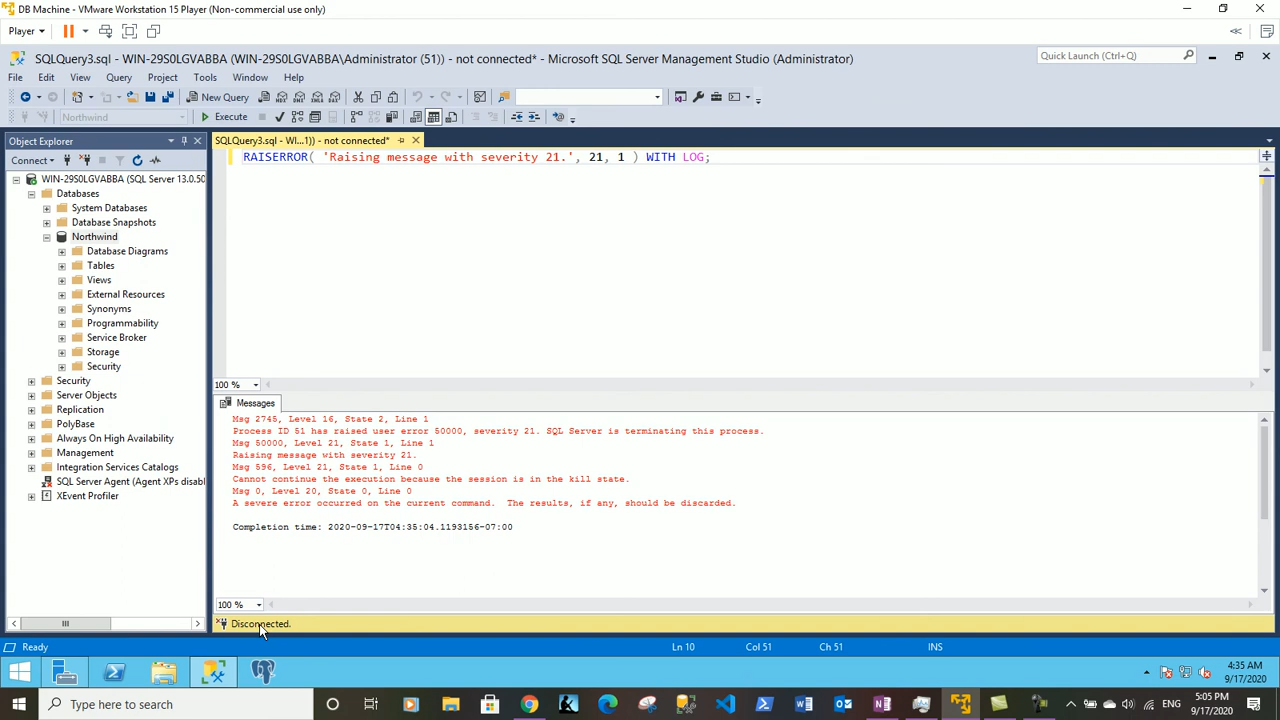 DB Machine - VMware Workstation 15 Player (Non-commercial use only)
Player
SQLQuery3.sql - WIN-29S0LGVABBA (WIN-29S0LGVABBA\Administrator (51)) - not connected* - Microsoft SQL Server Management Studio (Administrator)
Quick Launch (Ctrl+Q)
File Edit View Query Project Tools Window Help
New Query
Northwind
Execute
Object Explorer
SQLQuery3.sql - WI...1)) - not connected*
RAISERROR( 'Raising message with severity 21.', 21, 1 ) WITH LOG;
Connect
WIN-29S0LGVABBA (SQL Server 13.0.50
Databases
System Databases
Database Snapshots
Northwind
Database Diagrams
Tables
Views
External Resources
Synonyms
Programmability
Service Broker
Storage
Security
Security
Server Objects
Replication
PolyBase
Always On High Availability
Management
Integration Services Catalogs
SQL Server Agent (Agent XPs disabl
XEvent Profiler
100 %
Messages
Msg 2745, Level 16, State 2, Line 1
Process ID 51 has raised user error 50000, severity 21. SQL Server is terminating this process.
Msg 50000, Level 21, State 1, Line 1
Raising message with severity 21.
Msg 596, Level 21, State 1, Line 0
Cannot continue the execution because the session is in the kill state.
Msg 0, Level 20, State 0, Line 0
A severe error occurred on the current command.  The results, if any, should be discarded.
Completion time: 2020-09-17T04:35:04.1193156-07:00
100 %
Disconnected.
Ready
Ln 10
Col 51
Ch 51
INS
4:35 AM
9/17/2020
Type here to search
ENG
5:05 PM
9/17/2020